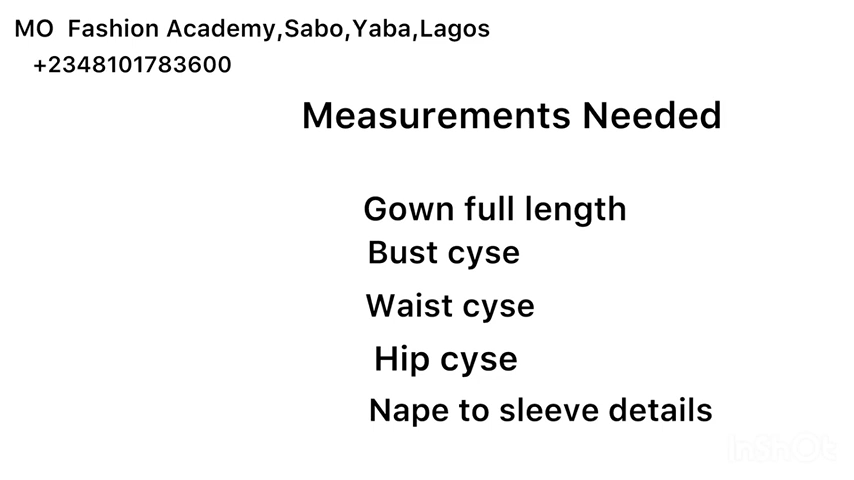 MO Fashion Academy,Sabo,Yaba,Lagos
+2348101783600
Measurements Needed
Gown full length
Bust cyse
Waist cyse
Hip cyse
Nape to sleeve details
InShOt